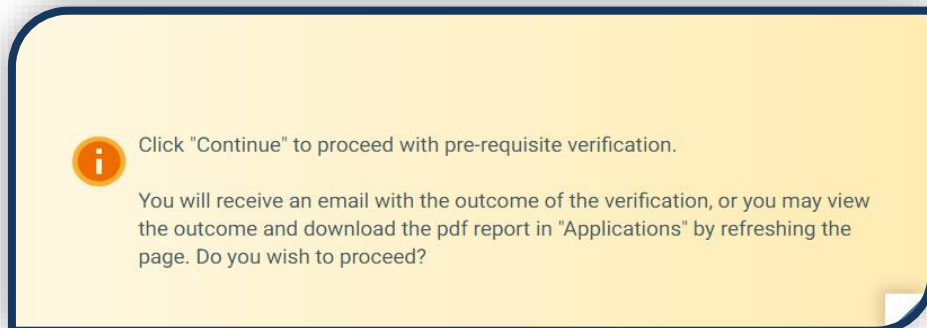 Click "Continue" to proceed with pre-requisite verification.
You will receive an email with the outcome of the verification, or you may view
the outcome and download the pdf report in "Applications" by refreshing the
page. Do you wish to proceed?